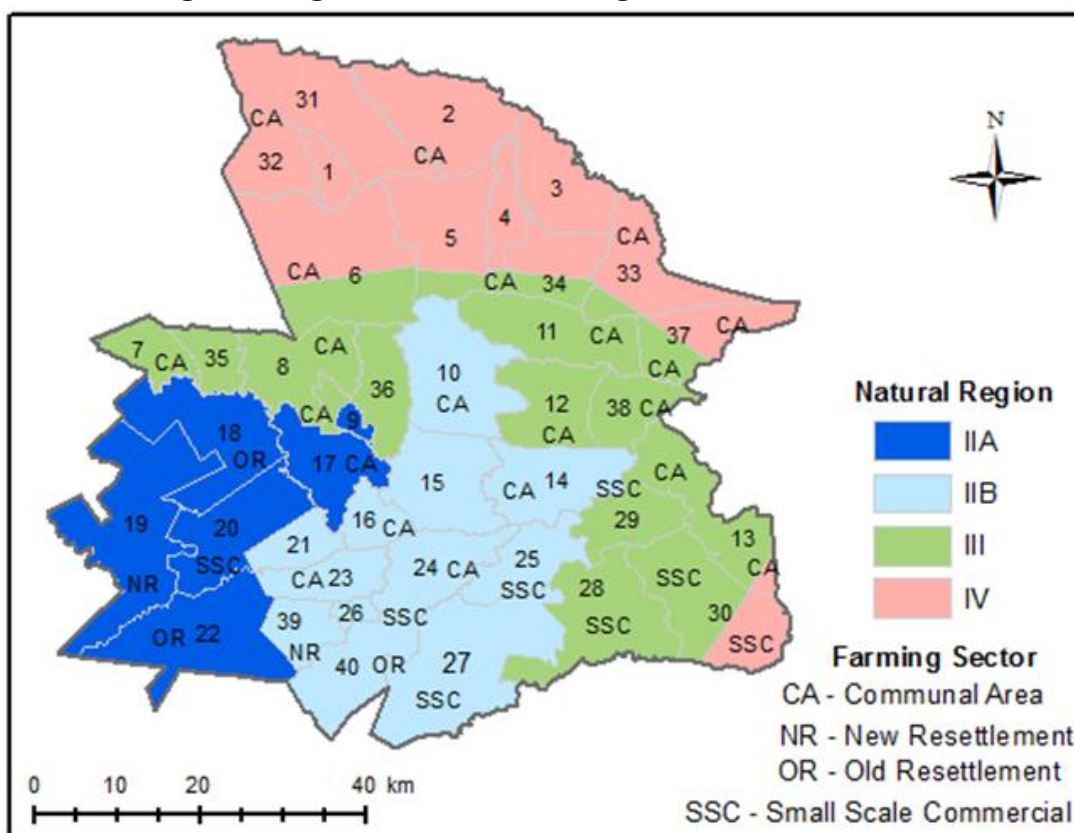 31
2
CA
N
CA
32
1
3
4
5
CA
33
CA
6
CA
34
11
CA
37
CA
7
CA
35
8
CA
36
10
CA
CA
12
38
CA
CA
CA
9
18
OR
17
CA
15
CA
14
SSC
CA
29
16
CA
19
20
SSC
21
CA
23
24
CA
25
SSC
13
CA
28
SSC
SSC
30
NR
39
26
SSC
SSC
OR
22
NR
40
OR
27
SSC
Natural Region
IIA
IIB
III
IV
Farming Sector
CA - Communal Area
NR - New Resettlement
OR - Old Resettlement
SSC - Small Scale Commercial
0 10 20 40 km